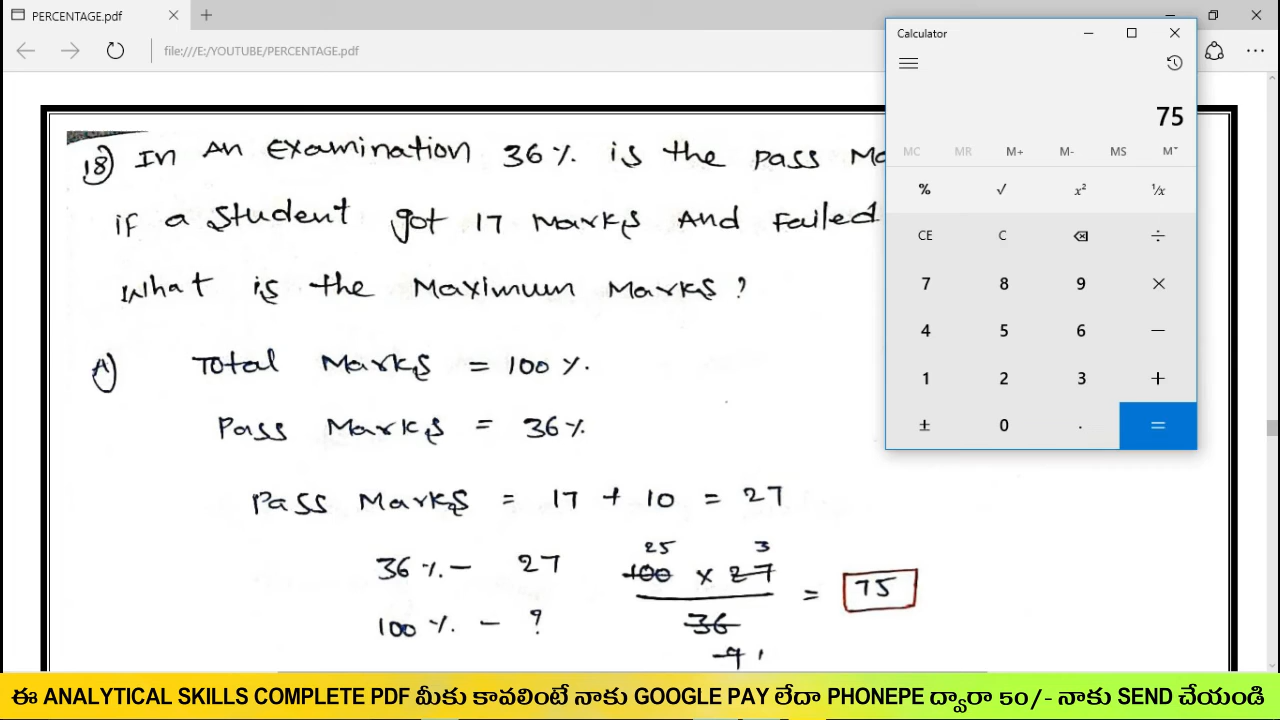 PERCENTAGE.pdf
file:///E:/YOUTUBE/PERCENTAGE.pdf
Calculator
75
MC MR M+ M- MS M˅
% √ x² ¹/x
CE C ⌫ ÷
7 8 9 ×
4 5 6 −
1 2 3 +
± 0 . =
18) In An Examination 36% is the pass Ma
if a student got 17 Marks And Failed
What is the Maximum Marks?
A) Total Marks = 100%.
Pass Marks = 36%
Pass Marks = 17 + 10 = 27
25 3
36% - 27 100 x 27 = 75
100% - ? 36
9 1
ఈ ANALYTICAL SKILLS COMPLETE PDF మీకు కావలింటే నాకు GOOGLE PAY లేదా PHONEPE ద్వారా 50/- నాకు SEND చేయండి